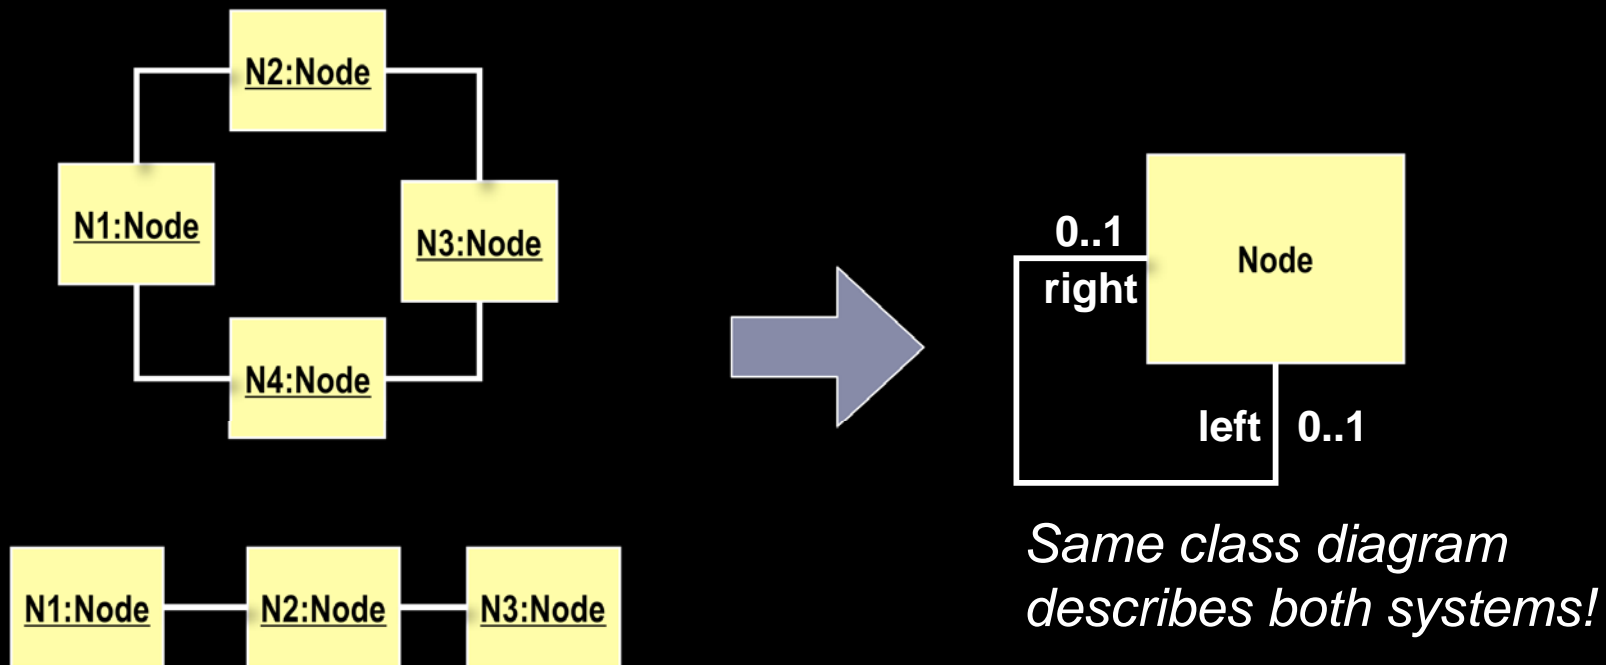 N2:Node
N1:Node
N3:Node
N4:Node
N1:Node
N2:Node
N3:Node
0..1
right
Node
left
0..1
Same class diagram
describes both systems!